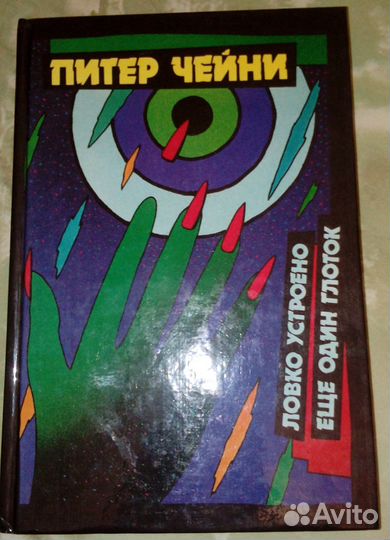 ПИТЕР ЧЕЙНИ
ЛОВКО УСТРОЕНО
ЕЩЕ ОДИН ГЛОТОК
Avito